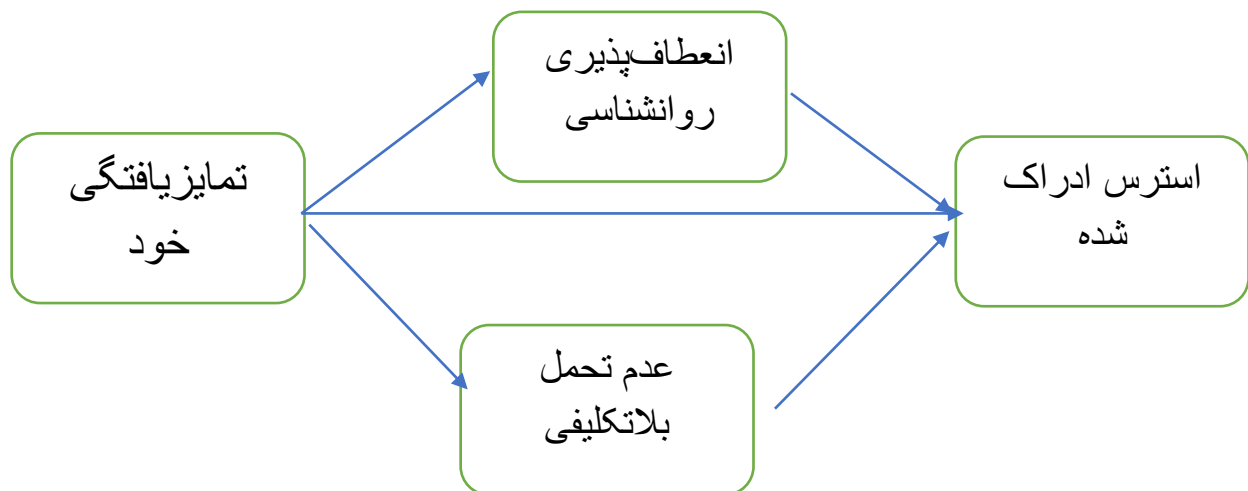 انعطاف‌پذیری
روانشناسی
تمایزیافتگی
خود
استرس ادراک
شده
عدم تحمل
بلاتکلیفی